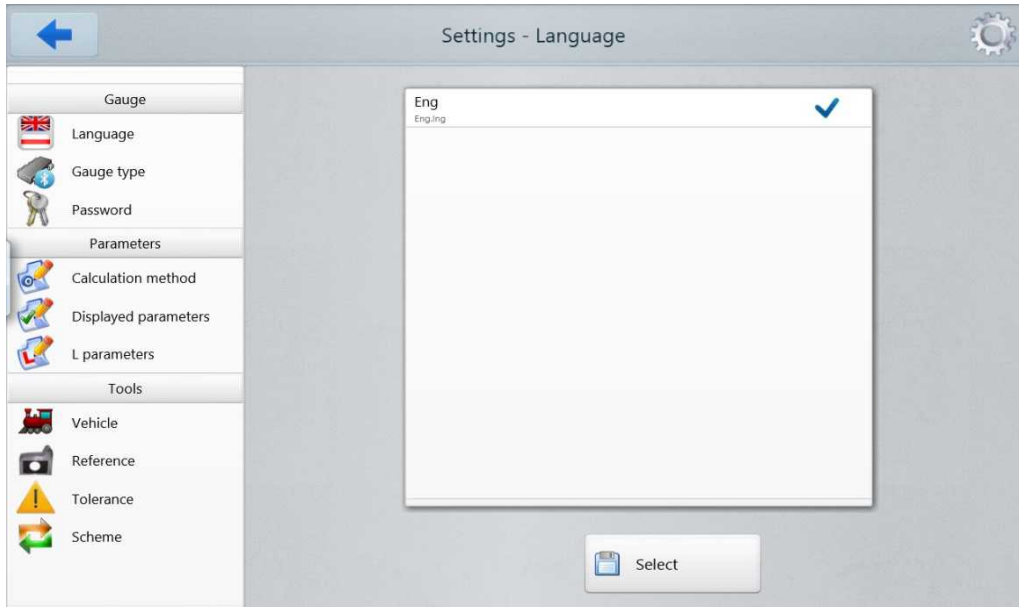 Settings - Language
Gauge
Language
Gauge type
Password
Parameters
Calculation method
Displayed parameters
L parameters
Tools
Vehicle
Reference
Tolerance
Scheme
Eng
Eng.lng
Select